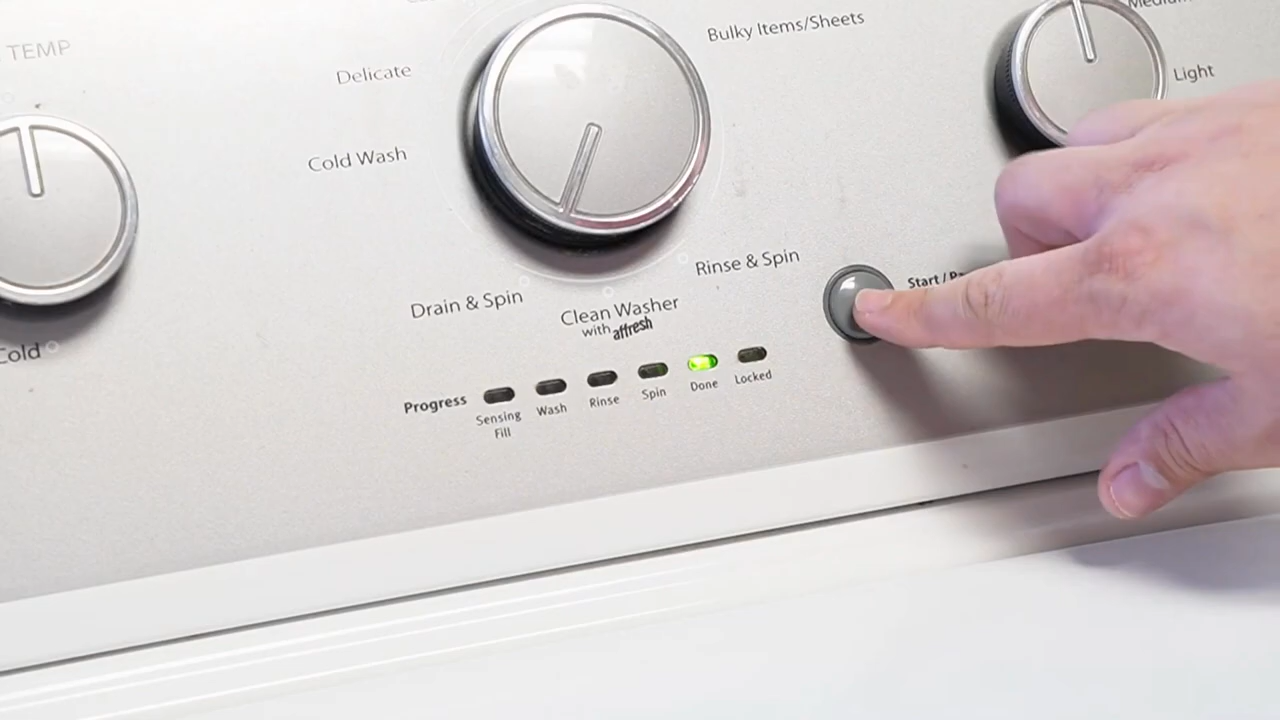 TEMP
Delicate
Cold Wash
Cold
Bulky Items/Sheets
Light
Rinse & Spin
Drain & Spin
Clean Washer
with affresh
Start /
Progress
Sensing
Fill
Wash
Rinse
Spin
Done
Locked